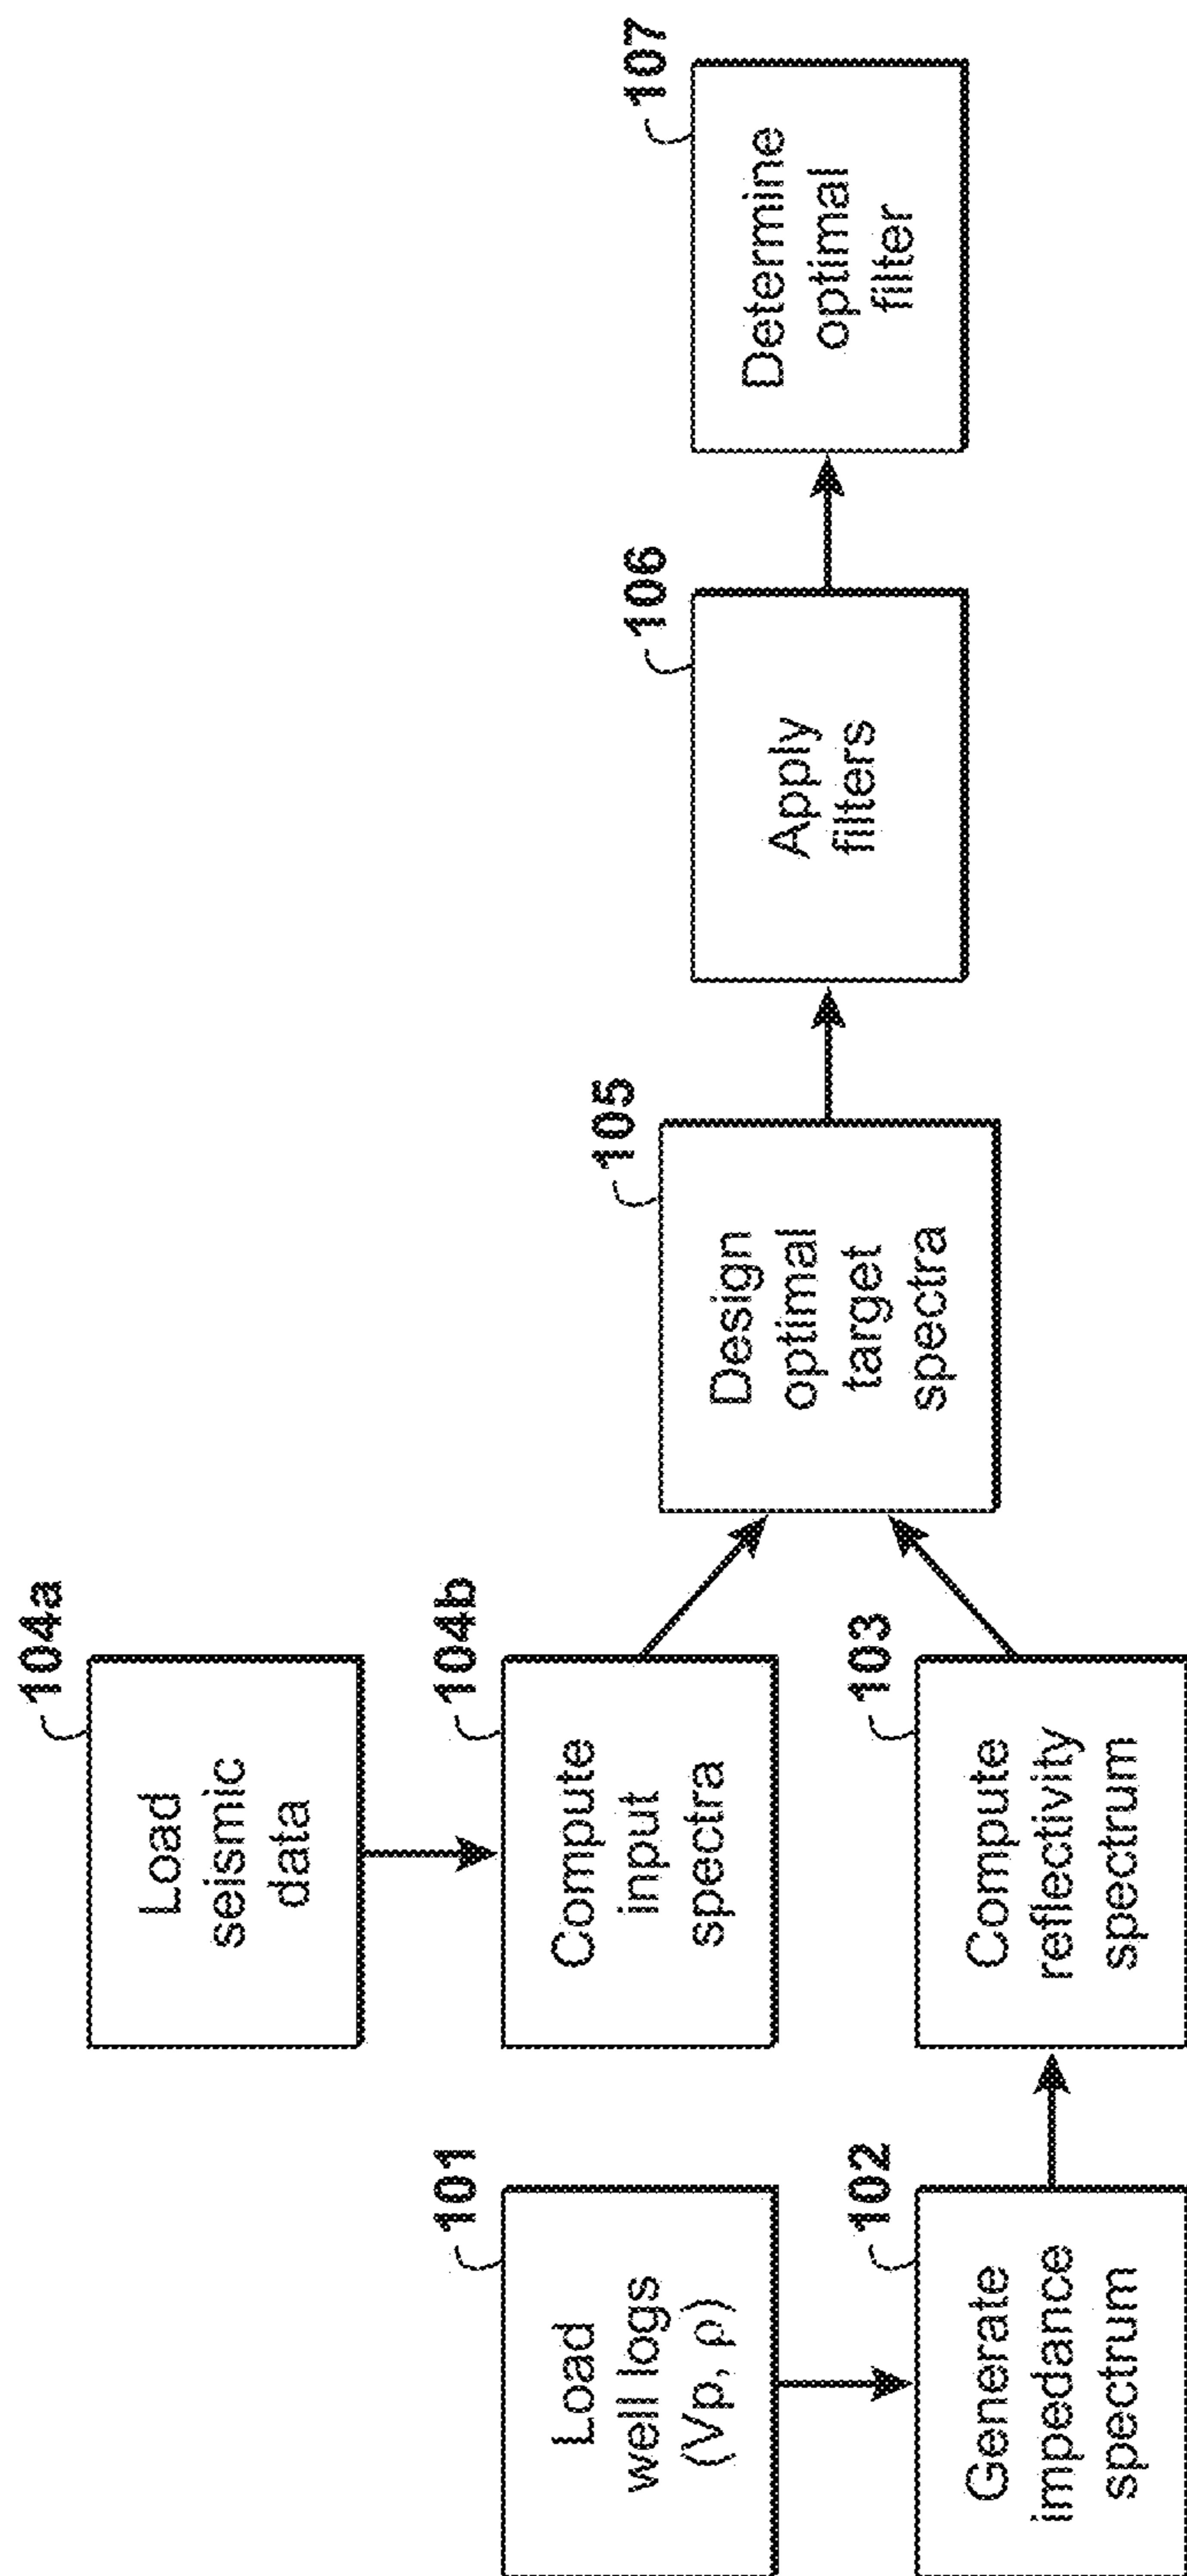 101
Load
well logs
(Vp, ρ)
102
Generate
impedance
spectrum
103
Compute
reflectivity
spectrum
104a
Load
seismic
data
104b
Compute
input
spectra
105
Design
optimal
target
spectra
106
Apply
filters
107
Determine
optimal
filter